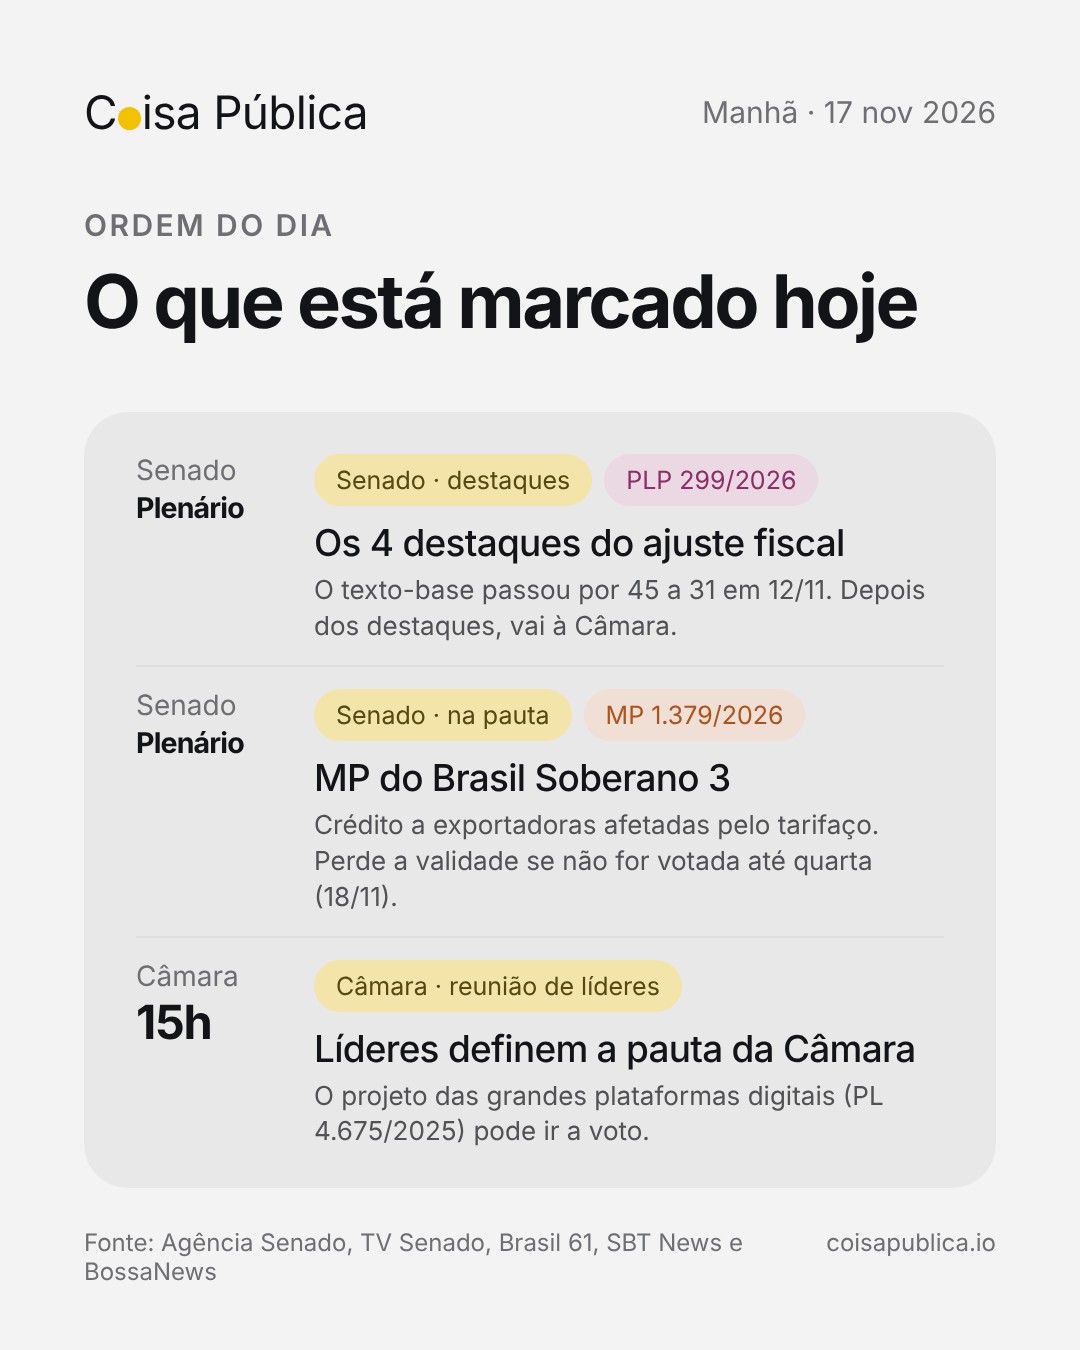 Coisa Pública
Manhã · 17 nov 2026
ORDEM DO DIA
O que está marcado hoje
Senado
Plenário
Senado · destaques
PLP 299/2026
Os 4 destaques do ajuste fiscal
O texto-base passou por 45 a 31 em 12/11. Depois
dos destaques, vai à Câmara.
Senado
Plenário
Senado · na pauta
MP 1.379/2026
MP do Brasil Soberano 3
Crédito a exportadoras afetadas pelo tarifaço.
Perde a validade se não for votada até quarta
(18/11).
Câmara
15h
Câmara · reunião de líderes
Líderes definem a pauta da Câmara
O projeto das grandes plataformas digitais (PL
4.675/2025) pode ir a voto.
Fonte: Agência Senado, TV Senado, Brasil 61, SBT News e
BossaNews
coisapublica.io